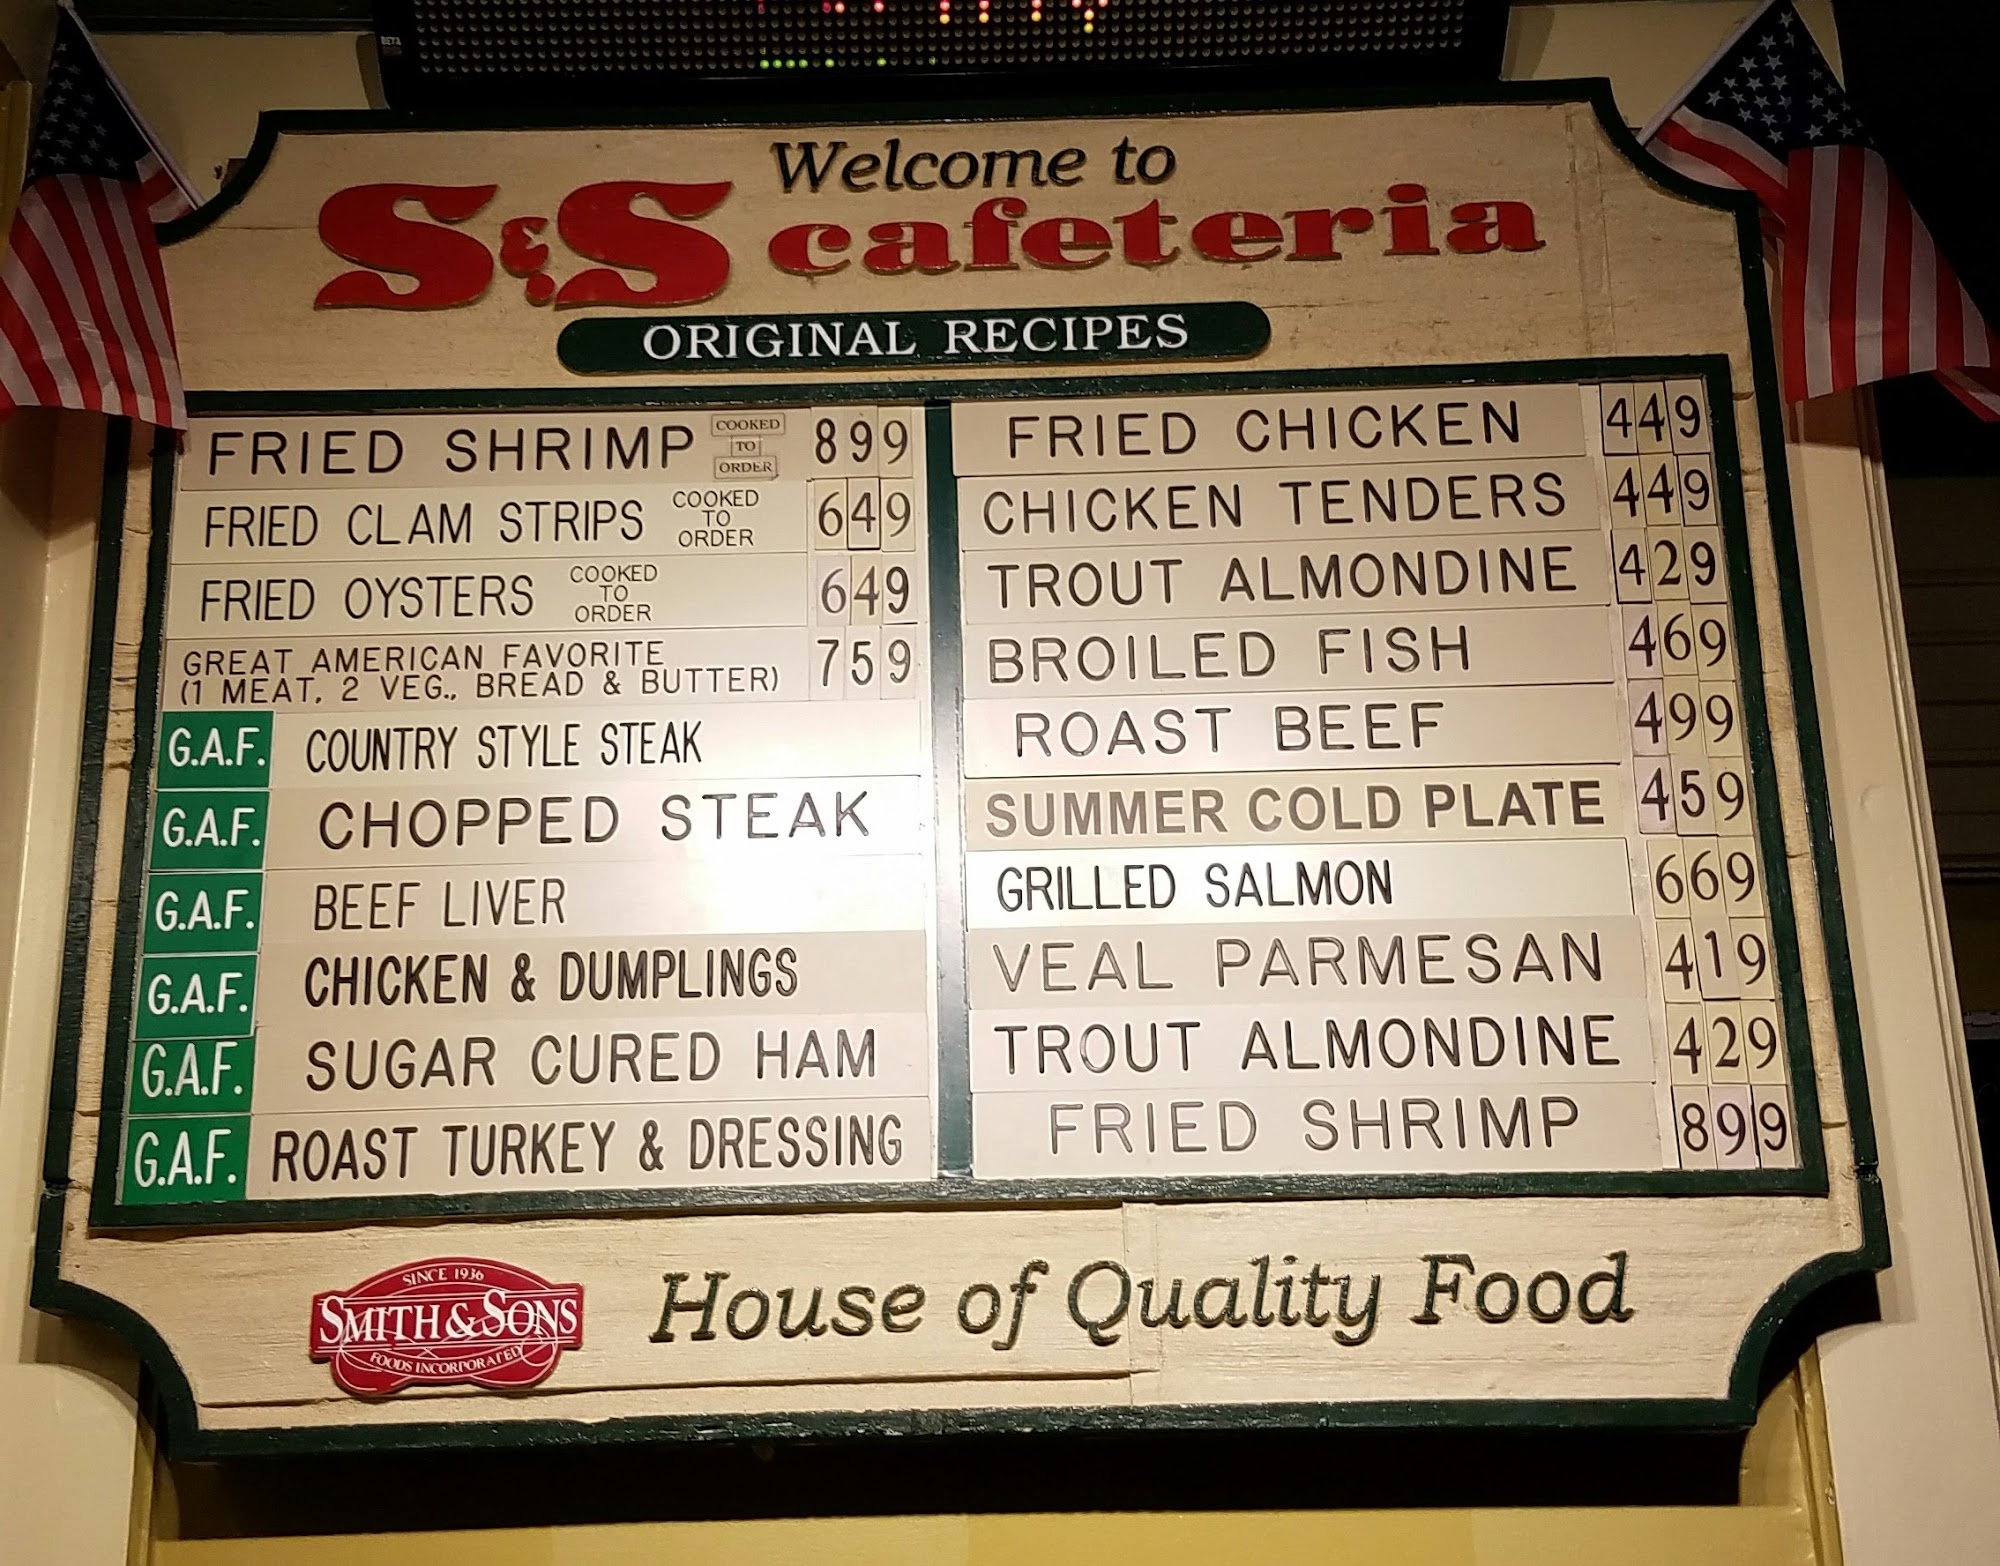 BETA
Welcome to
S&S cafeteria
ORIGINAL RECIPES
FRIED SHRIMP COOKED TO ORDER 899
FRIED CLAM STRIPS COOKED TO ORDER 649
FRIED OYSTERS COOKED TO ORDER 649
GREAT AMERICAN FAVORITE
(1 MEAT, 2 VEG., BREAD & BUTTER) 759
G.A.F. COUNTRY STYLE STEAK
G.A.F. CHOPPED STEAK
G.A.F. BEEF LIVER
G.A.F. CHICKEN & DUMPLINGS
G.A.F. SUGAR CURED HAM
G.A.F. ROAST TURKEY & DRESSING
FRIED CHICKEN 449
CHICKEN TENDERS 449
TROUT ALMONDINE 429
BROILED FISH 469
ROAST BEEF 499
SUMMER COLD PLATE 459
GRILLED SALMON 669
VEAL PARMESAN 419
TROUT ALMONDINE 429
FRIED SHRIMP 899
SINCE 1936
SMITH & SONS
FOODS INCORPORATED
House of Quality Food